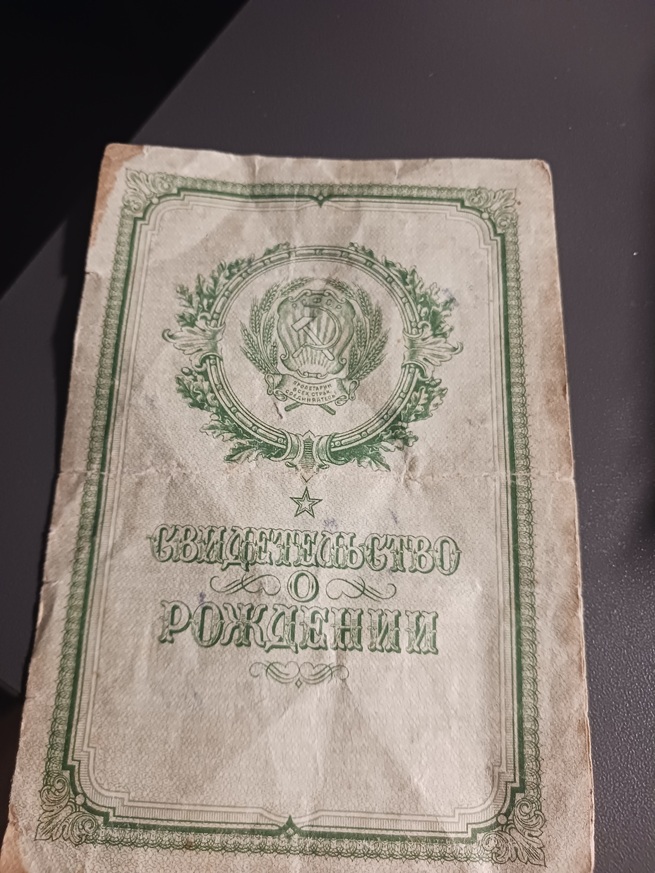 ПРОЛЕТАРИИ
ВСЕХ СТРАН,
СОЕДИНЯЙТЕСЬ!
СВИДЕТЕЛЬСТВО
О
РОЖДЕНИИ